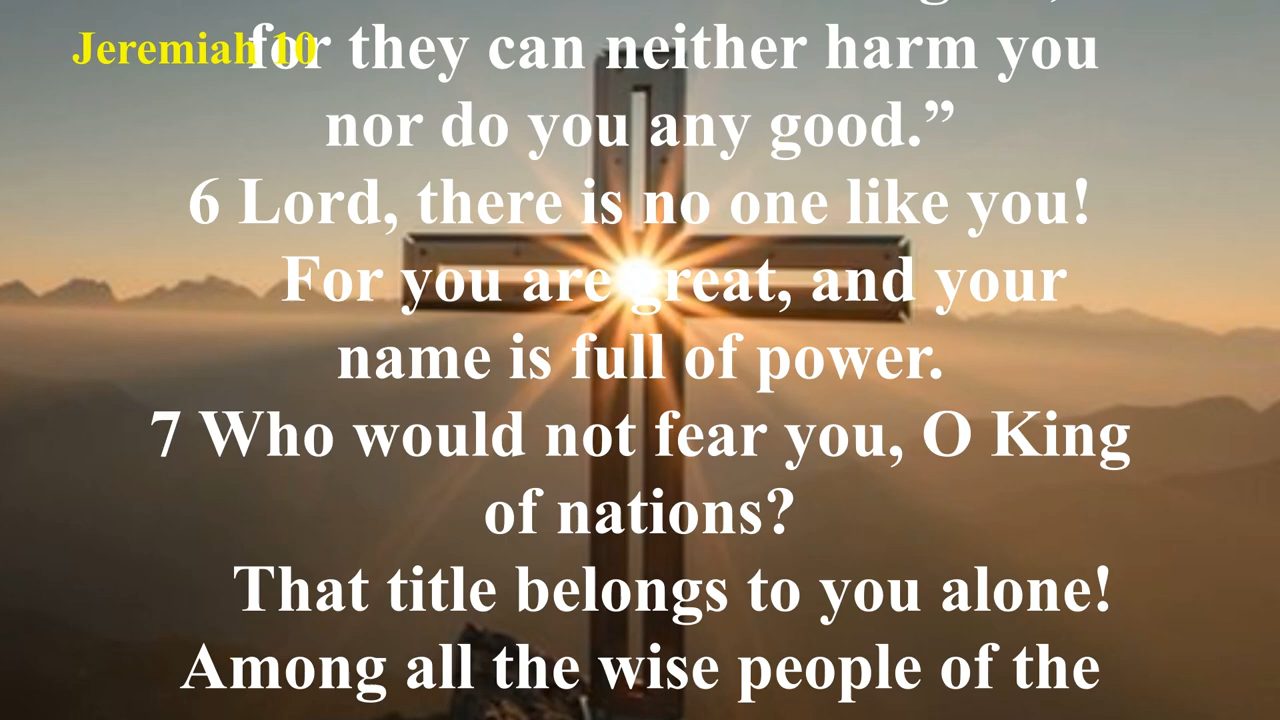 Jeremiah 10
for they can neither harm you
nor do you any good.”
6 Lord, there is no one like you!
For you are great, and your
name is full of power.
7 Who would not fear you, O King
of nations?
That title belongs to you alone!
Among all the wise people of the